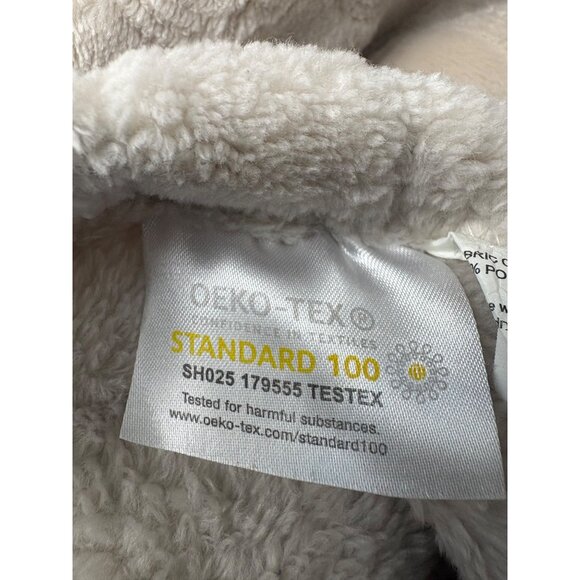 OEKO-TEX®
CONFIDENCE IN TEXTILES
STANDARD 100
SH025 179555 TESTEX
Tested for harmful substances.
www.oeko-tex.com/standard100
% PO